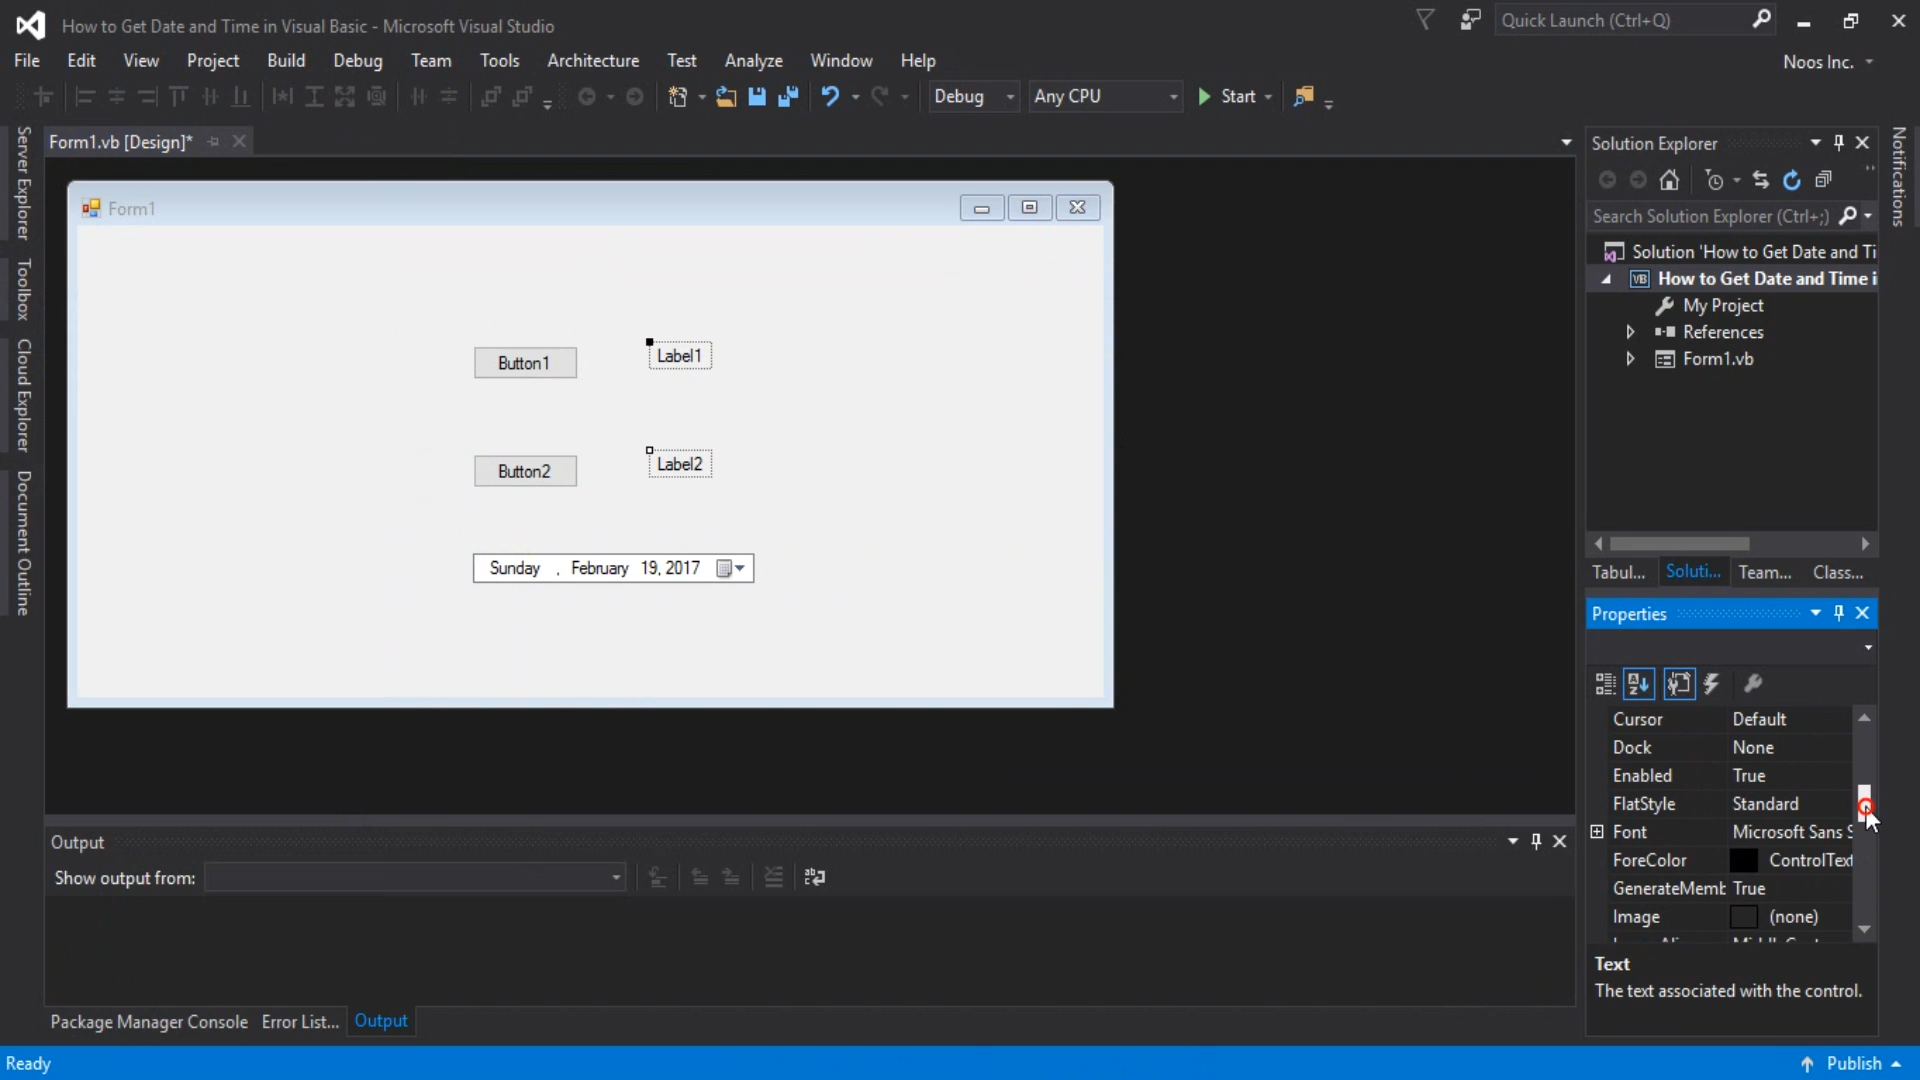 How to Get Date and Time in Visual Basic - Microsoft Visual Studio
Quick Launch (Ctrl+Q)
File Edit View Project Build Debug Team Tools Architecture Test Analyze Window Help
Noos Inc.
Debug Any CPU Start
Server Explorer
Toolbox
Cloud Explorer
Document Outline
Form1.vb [Design]*
Form1
Button1 Label1
Button2 Label2
Sunday , February 19, 2017
Output
Show output from:
Package Manager Console Error List... Output
Solution Explorer
Search Solution Explorer (Ctrl+;)
Solution 'How to Get Date and Ti
VB How to Get Date and Time i
My Project
References
Form1.vb
Tabul... Soluti... Team... Class...
Properties
Cursor Default
Dock None
Enabled True
FlatStyle Standard
Font Microsoft Sans S
ForeColor ControlText
GenerateMemb True
Image (none)
Text
The text associated with the control.
Notifications
Ready
Publish